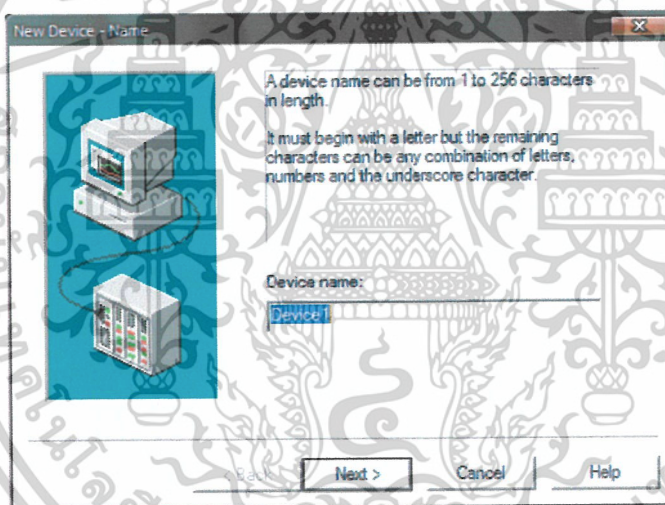 New Device - Name
A device name can be from 1 to 256 characters
in length.
It must begin with a letter but the remaining
characters can be any combination of letters,
numbers and the underscore character.
Device name:
Device1
< Back
Next >
Cancel
Help